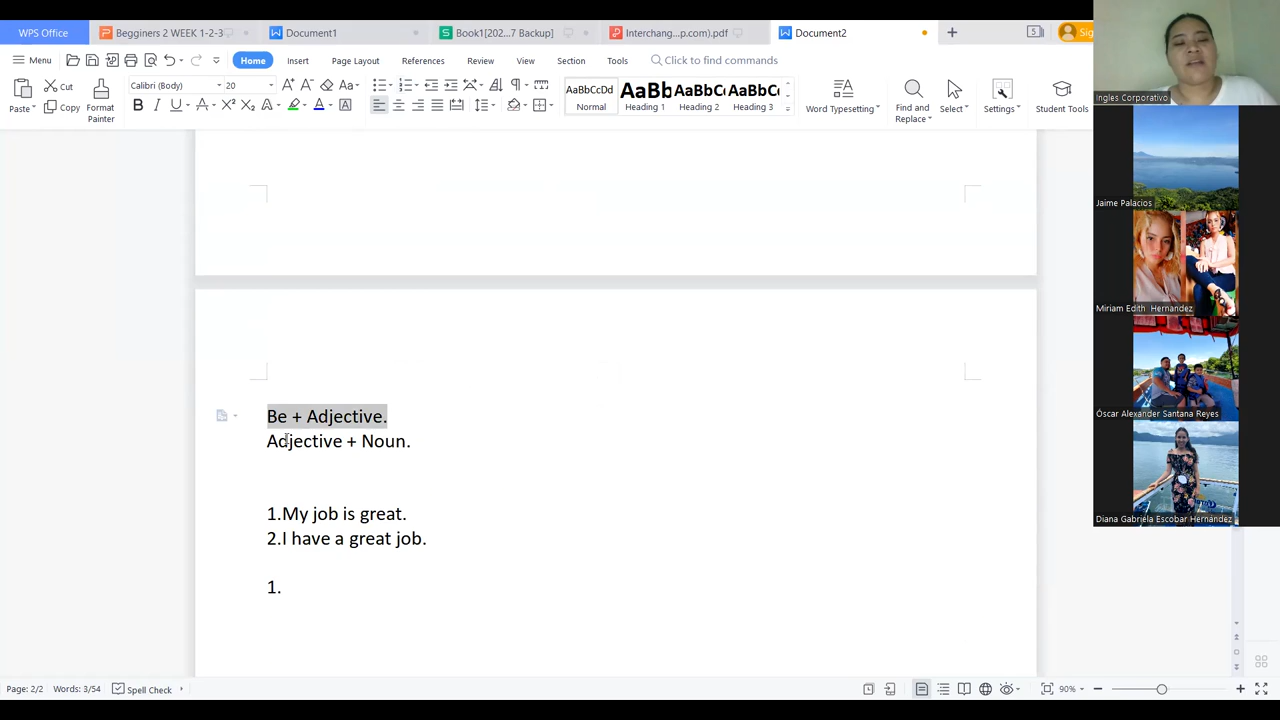 WPS Office
Begginers 2 WEEK 1-2-3
Document1
Book1[202...7 Backup]
Interchang...p.com).pdf
Document2
Sig
Menu
Home
Insert
Page Layout
References
Review
View
Section
Tools
Click to find commands
Paste
Cut
Copy
Format Painter
Calibri (Body)
20
AaBbCcDd
Normal
AaBb
Heading 1
AaBbC
Heading 2
AaBbC
Heading 3
Word Typesetting
Find and Replace
Select
Settings
Student Tools
Be + Adjective.
Adjective + Noun.
1.My job is great.
2.I have a great job.
1.
Ingles Corporativo
Jaime Palacios
Miriam Edith Hernandez
Óscar Alexander Santana Reyes
Diana Gabriela Escobar Hernández
Page: 2/2
Words: 3/54
Spell Check
90%